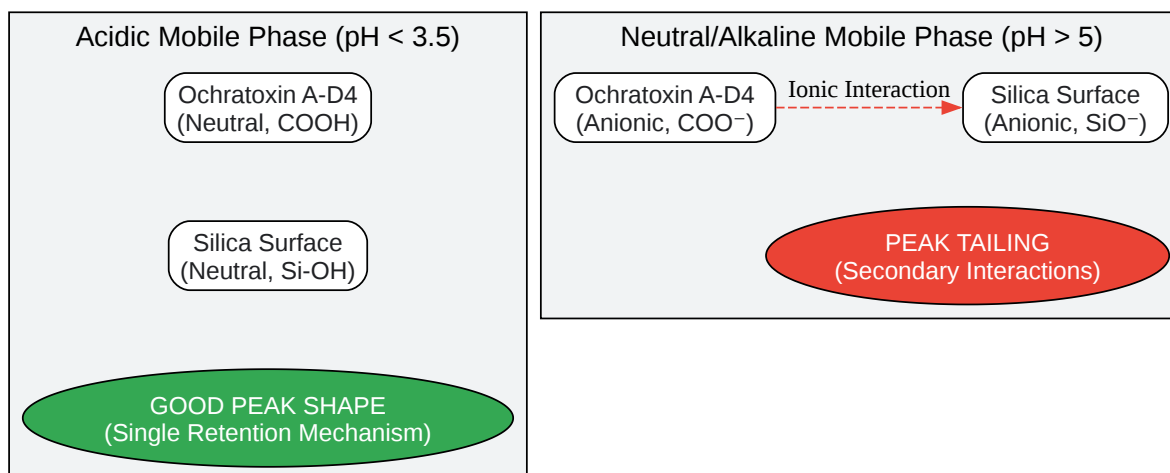 Acidic Mobile Phase (pH < 3.5)
Ochratoxin A-D4
(Neutral, COOH)
Silica Surface
(Neutral, Si-OH)
GOOD PEAK SHAPE
(Single Retention Mechanism)
Neutral/Alkaline Mobile Phase (pH > 5)
Ochratoxin A-D4
(Anionic, COO⁻)
Ionic Interaction
Silica Surface
(Anionic, SiO⁻)
PEAK TAILING
(Secondary Interactions)